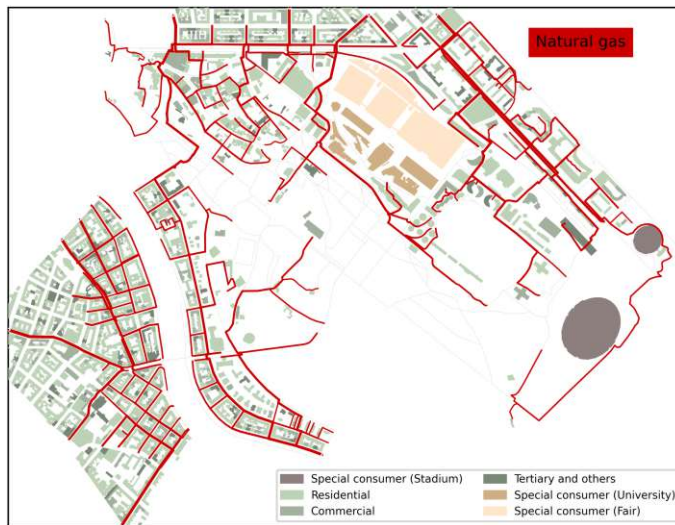 Natural gas
Special consumer (Stadium)
Residential
Commercial
Tertiary and others
Special consumer (University)
Special consumer (Fair)